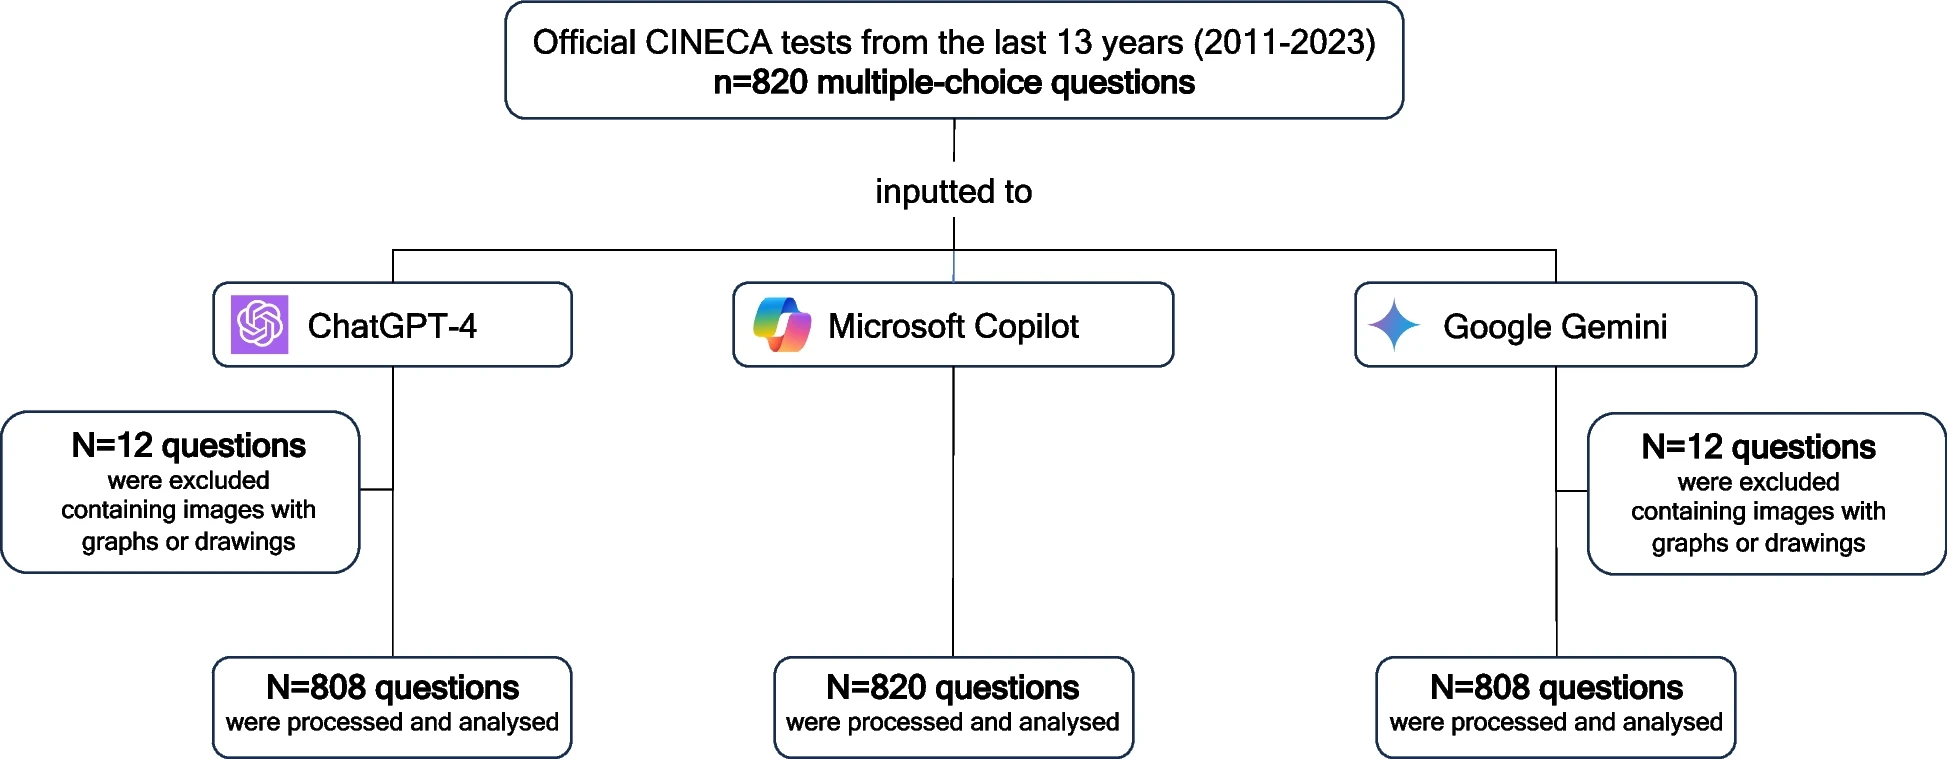 Official CINECA tests from the last 13 years (2011-2023)
n=820 multiple-choice questions
inputted to
ChatGPT-4
Microsoft Copilot
Google Gemini
N=12 questions
were excluded
containing images with
graphs or drawings
N=12 questions
were excluded
containing images with
graphs or drawings
N=808 questions
were processed and analysed
N=820 questions
were processed and analysed
N=808 questions
were processed and analysed